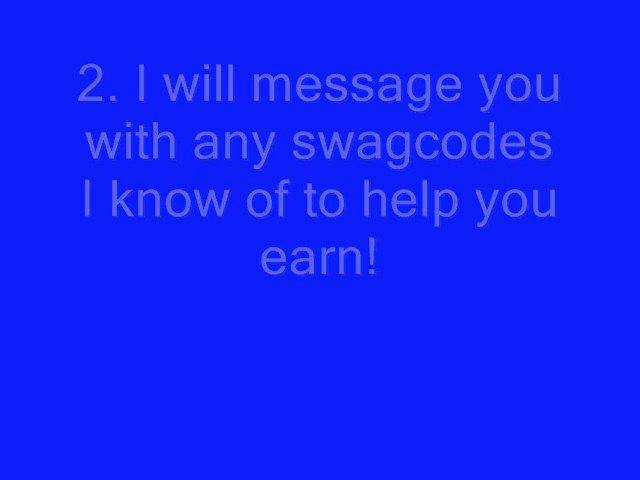 2. I will message you
with any swagcodes
I know of to help you
earn!